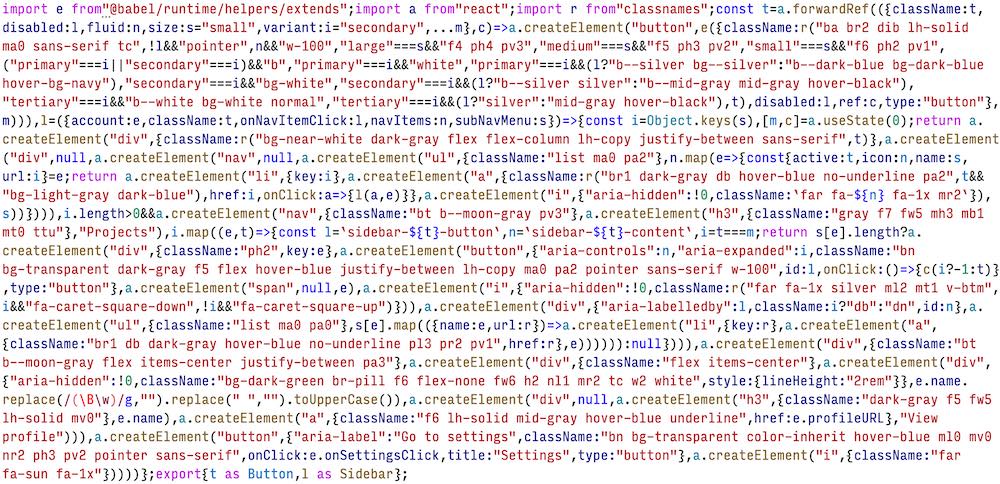 import e from"@babel/runtime/helpers/extends";import a from"react";import r from"classnames";const t=a.forwardRef(({className:t,
disabled:l,fluid:n,size:s="small",variant:i="secondary",...m},c)=>a.createElement("button",e({className:r("ba br2 dib lh-solid
ma0 sans-serif tc",!l&&"pointer",n&&"w-100","large"===s&&"f4 ph4 pv3","medium"===s&&"f5 ph3 pv2","small"===s&&"f6 ph2 pv1",
("primary"===i||"secondary"===i)&&"b","primary"===i&&"white","primary"===i&&(l?"b--silver bg--silver":"b--dark-blue bg-dark-blue
hover-bg-navy"),"secondary"===i&&"bg-white","secondary"===i&&(l?"b--silver silver":"b--mid-gray mid-gray hover-black"),
"tertiary"===i&&"b--white bg-white normal","tertiary"===i&&(l?"silver":"mid-gray hover-black"),t),disabled:l,ref:c,type:"button"},
m))),l=({account:e,className:t,onNavItemClick:l,navItems:n,subNavMenu:s})=>{const i=Object.keys(s),[m,c]=a.useState(0);return a.
createElement("div",{className:r("bg-near-white dark-gray flex flex-column lh-copy justify-between sans-serif",t)},a.createElement
("div",null,a.createElement("nav",null,a.createElement("ul",{className:"list ma0 pa2"},n.map(e=>{const{active:t,icon:n,name:s,
url:i}=e;return a.createElement("li",{key:i},a.createElement("a",{className:r("br1 dark-gray db hover-blue no-underline pa2",t&&
"bg-light-gray dark-blue"),href:i,onClick:a=>{l(a,e)}},a.createElement("i",{"aria-hidden":!0,className:`far fa-${n} fa-1x mr2`}),
s))}))),i.length>0&&a.createElement("nav",{className:"bt b--moon-gray pv3"},a.createElement("h3",{className:"gray f7 fw5 mh3 mb1
mt0 ttu"},"Projects"),i.map((e,t)=>{const l=`sidebar-${t}-button`,n=`sidebar-${t}-content`,i=t===m;return s[e].length?a.
createElement("div",{className:"ph2",key:e},a.createElement("button",{"aria-controls":n,"aria-expanded":i,className:"bn
bg-transparent dark-gray f5 flex hover-blue justify-between lh-copy ma0 pa2 pointer sans-serif w-100",id:l,onClick:()=>{c(i?-1:t)}
,type:"button"},a.createElement("span",null,e),a.createElement("i",{"aria-hidden":!0,className:r("far fa-1x silver ml2 mt1 v-btm",
i&&"fa-caret-square-down",!i&&"fa-caret-square-up")})),a.createElement("div",{"aria-labelledby":l,className:i?"db":"dn",id:n},a.
createElement("ul",{className:"list ma0 pa0"},s[e].map(({name:e,url:r})=>a.createElement("li",{key:r},a.createElement("a",
{className:"br1 db dark-gray hover-blue no-underline pl3 pr2 pv1",href:r},e)))))):null}))),a.createElement("div",{className:"bt
b--moon-gray flex items-center justify-between pa3"},a.createElement("div",{className:"flex items-center"},a.createElement("div",
{"aria-hidden":!0,className:"bg-dark-green br-pill f6 flex-none fw6 h2 nl1 mr2 tc w2 white",style:{lineHeight:"2rem"}},e.name.
replace(/(\B\w)/g,"").replace(" ","").toUpperCase()),a.createElement("div",null,a.createElement("h3",{className:"dark-gray f5 fw5
lh-solid mv0"},e.name),a.createElement("a",{className:"f6 lh-solid mid-gray hover-blue underline",href:e.profileURL},"View
profile"))),a.createElement("button",{"aria-label":"Go to settings",className:"bn bg-transparent color-inherit hover-blue ml0 mv0
nr2 ph3 pv2 pointer sans-serif",onClick:e.onSettingsClick,title:"Settings",type:"button"},a.createElement("i",{className:"far
fa-sun fa-1x"}))))};export{t as Button,l as Sidebar};